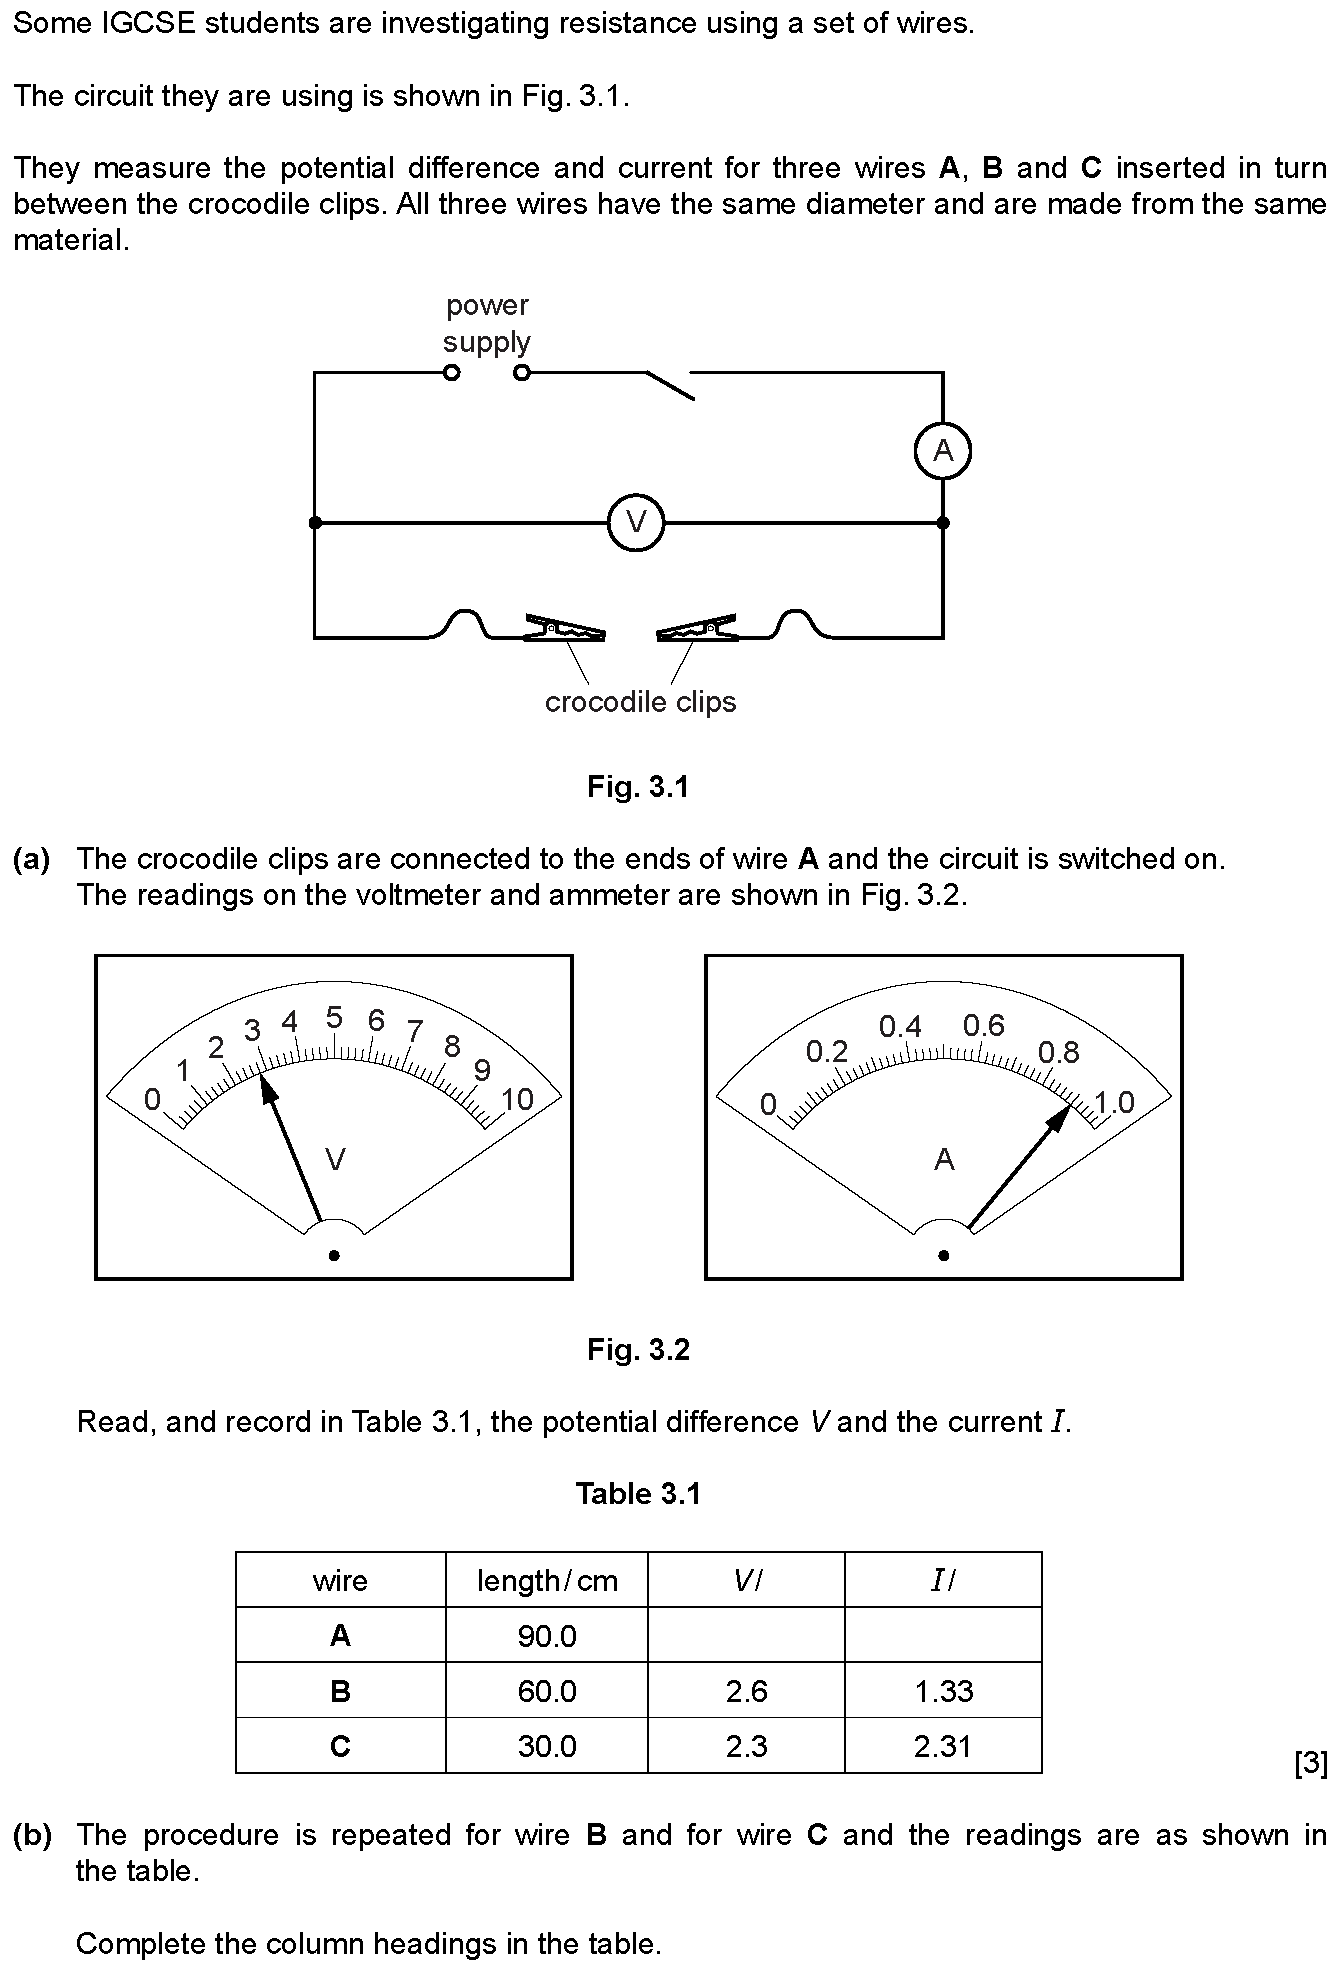 Some IGCSE students are investigating resistance using a set of wires.
The circuit they are using is shown in Fig. 3.1.
They measure the potential difference and current for three wires A, B and C inserted in turn
between the crocodile clips. All three wires have the same diameter and are made from the same
material.
power
supply
A
V
crocodile clips
Fig. 3.1
(a) The crocodile clips are connected to the ends of wire A and the circuit is switched on.
The readings on the voltmeter and ammeter are shown in Fig. 3.2.
0 1 2 3 4 5 6 7 8 9 10
V
0 0.2 0.4 0.6 0.8 1.0
A
Fig. 3.2
Read, and record in Table 3.1, the potential difference V and the current I.
Table 3.1
wire length/cm V/ I/
A 90.0
B 60.0 2.6 1.33
C 30.0 2.3 2.31
[3]
(b) The procedure is repeated for wire B and for wire C and the readings are as shown in
the table.
Complete the column headings in the table.